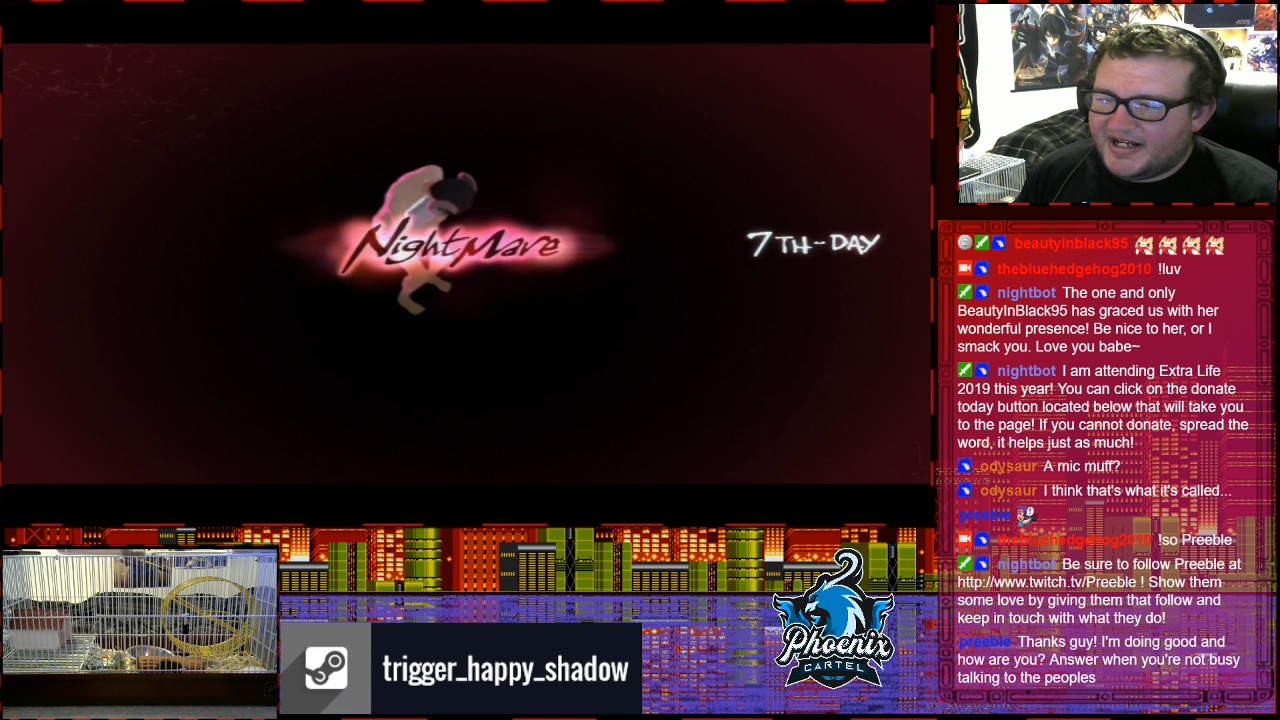 NightMare
7TH-DAY
beautyinblack95
thebluehedgehog2010 !luv
nightbot The one and only
BeautyInBlack95 has graced us with her
wonderful presence! Be nice to her, or I
smack you. Love you babe~
nightbot I am attending Extra Life
2019 this year! You can click on the donate
today button located below that will take you
to the page! If you cannot donate, spread the
word, it helps just as much!
odysaur A mic muff?
odysaur I think that's what it's called...
preeble
thebluehedgehog2010 !so Preeble
nightbot Be sure to follow Preeble at
http://www.twitch.tv/Preeble ! Show them
some love by giving them that follow and
keep in touch with what they do!
preeble Thanks guy! I'm doing good and
how are you? Answer when you're not busy
talking to the peoples
trigger_happy_shadow
Phoenix
CARTEL